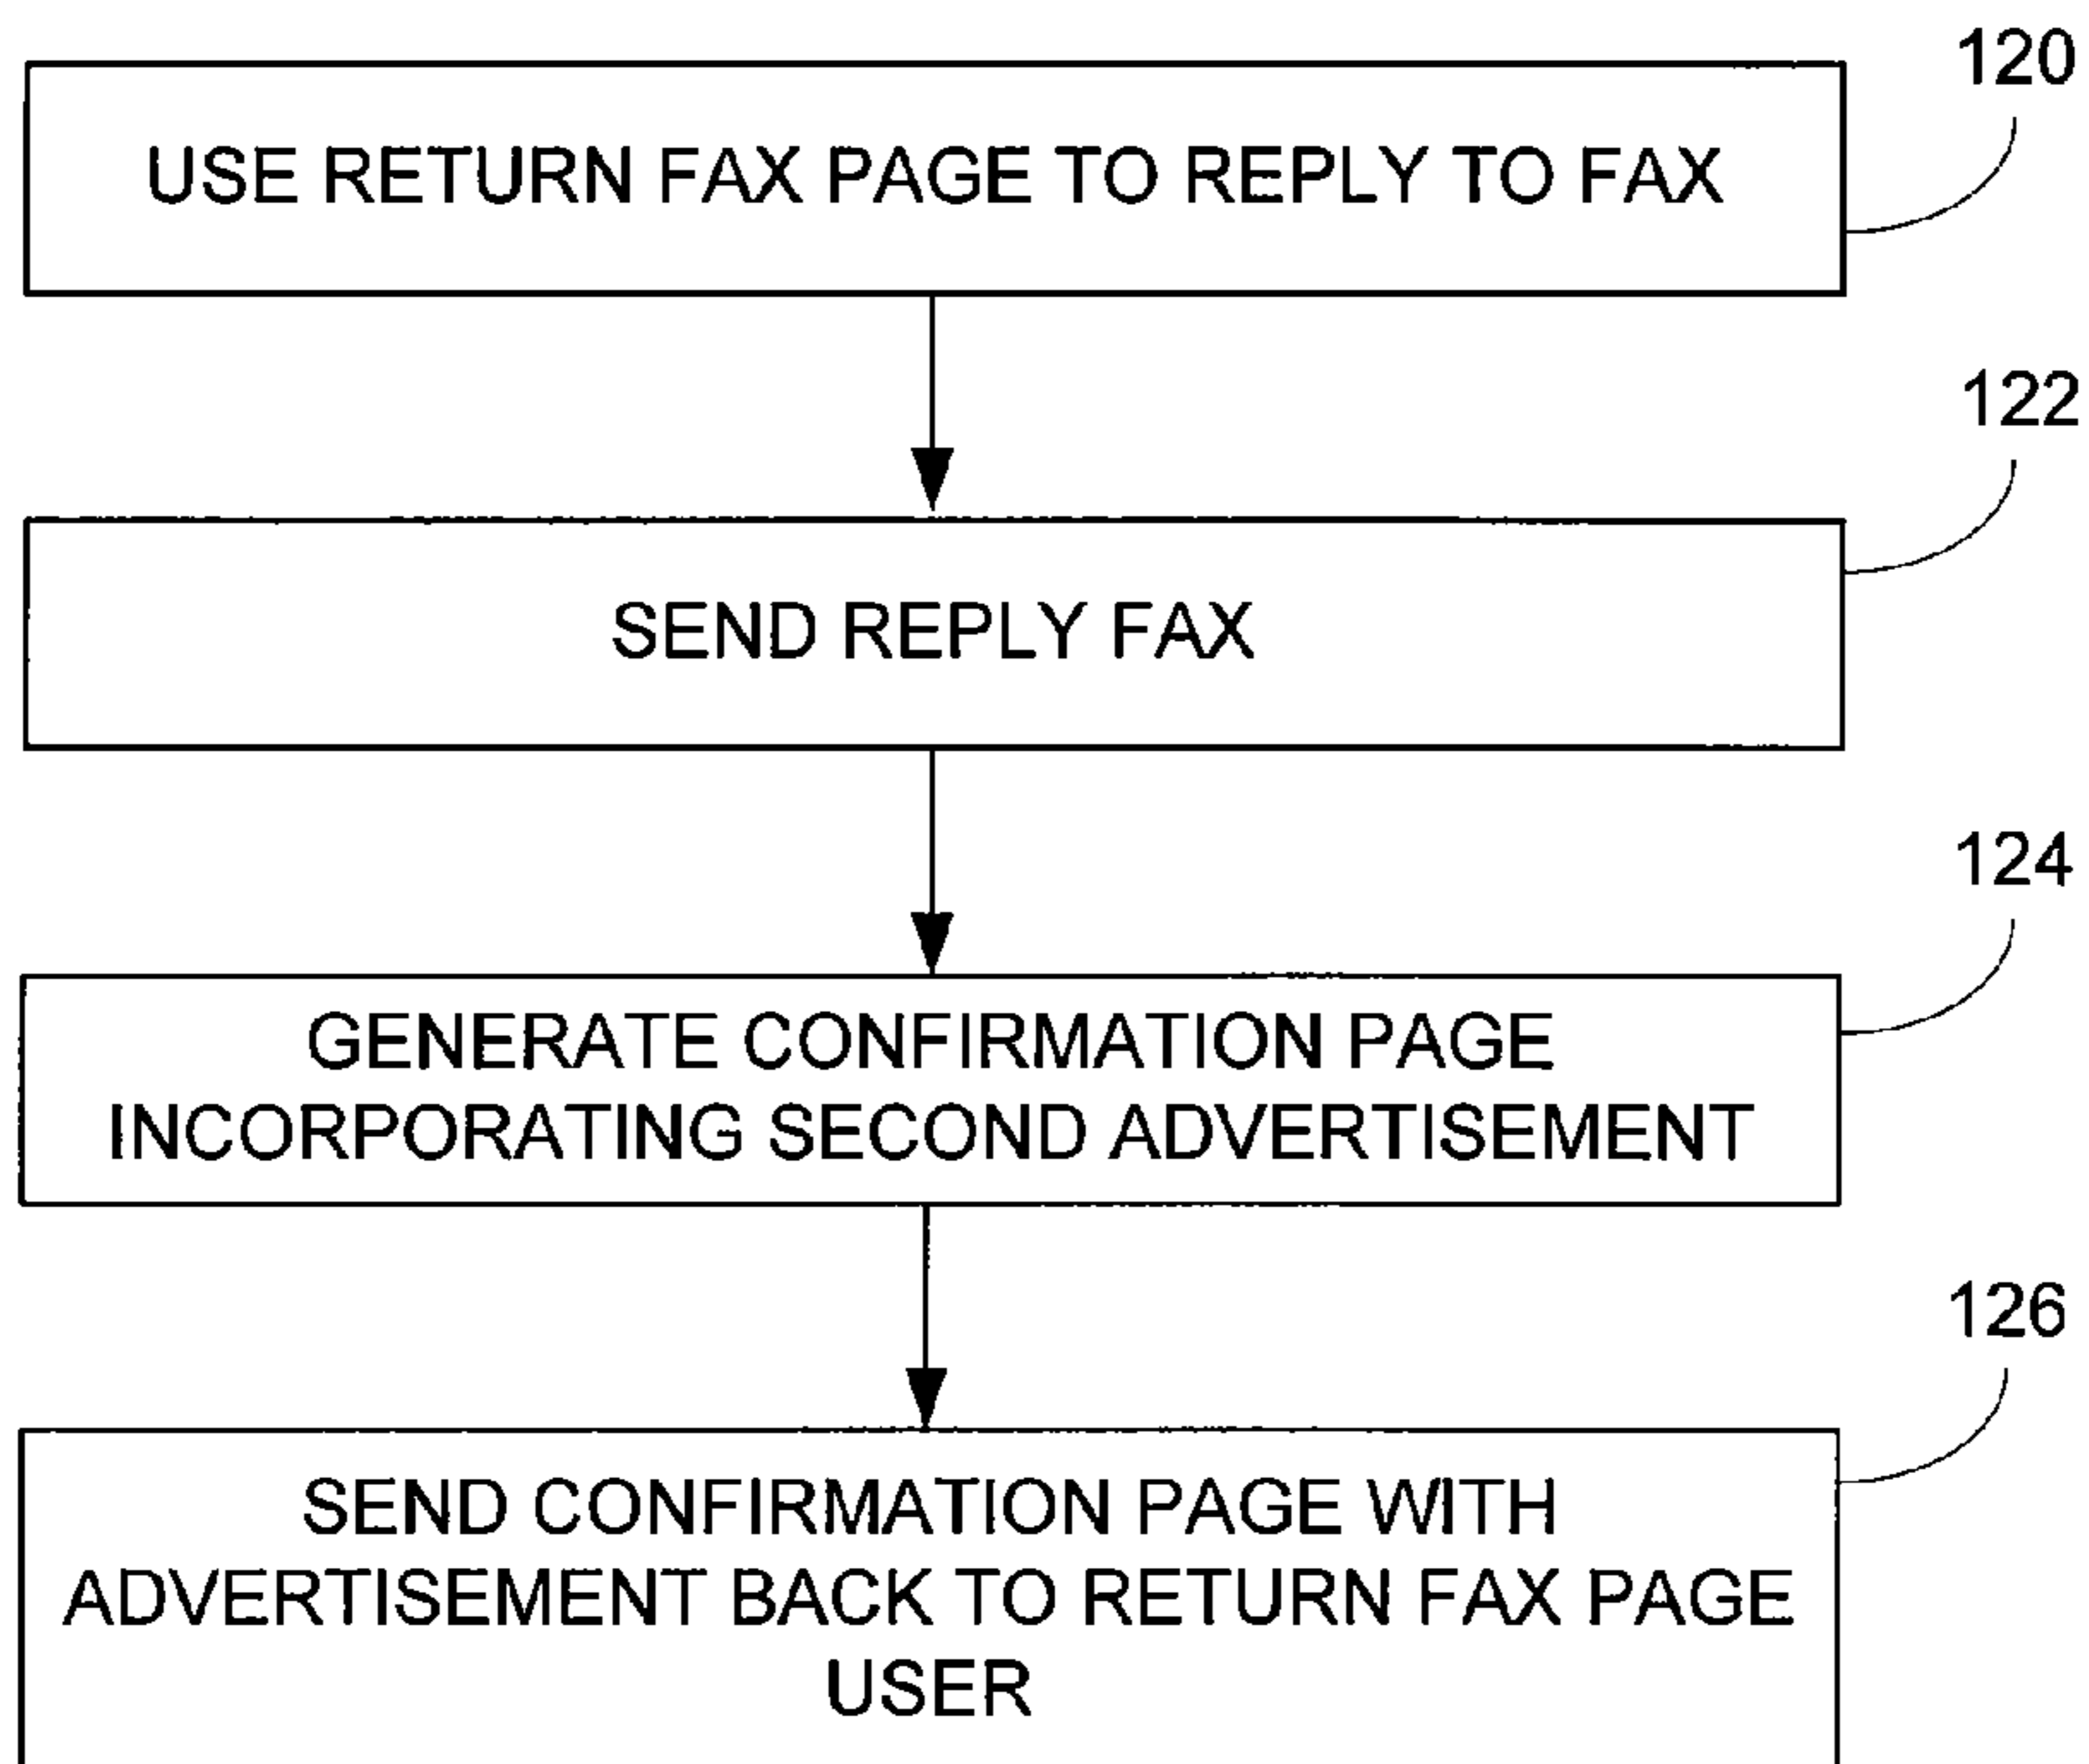 120
USE RETURN FAX PAGE TO REPLY TO FAX
122
SEND REPLY FAX
124
GENERATE CONFIRMATION PAGE
INCORPORATING SECOND ADVERTISEMENT
126
SEND CONFIRMATION PAGE WITH
ADVERTISEMENT BACK TO RETURN FAX PAGE
USER